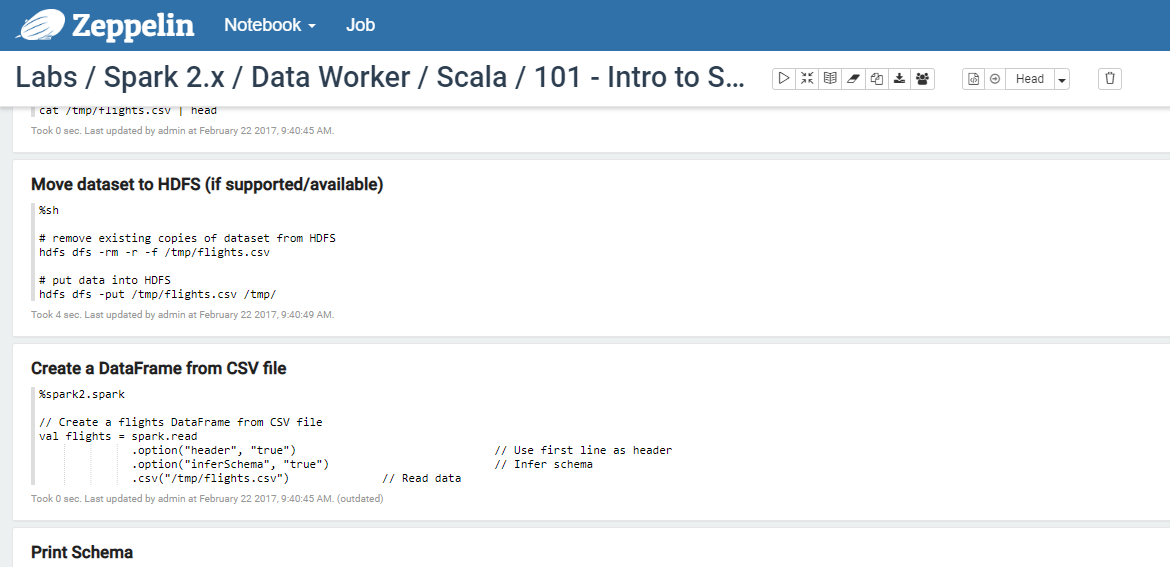 Zeppelin Notebook Job
Labs / Spark 2.x / Data Worker / Scala / 101 - Intro to S...
Head
cat /tmp/flights.csv | head
Took 0 sec. Last updated by admin at February 22 2017, 9:40:45 AM.
Move dataset to HDFS (if supported/available)
%sh
# remove existing copies of dataset from HDFS
hdfs dfs -rm -r -f /tmp/flights.csv
# put data into HDFS
hdfs dfs -put /tmp/flights.csv /tmp/
Took 4 sec. Last updated by admin at February 22 2017, 9:40:49 AM.
Create a DataFrame from CSV file
%spark2.spark
// Create a flights DataFrame from CSV file
val flights = spark.read
.option("header", "true") // Use first line as header
.option("inferSchema", "true") // Infer schema
.csv("/tmp/flights.csv") // Read data
Took 0 sec. Last updated by admin at February 22 2017, 9:40:45 AM. (outdated)
Print Schema